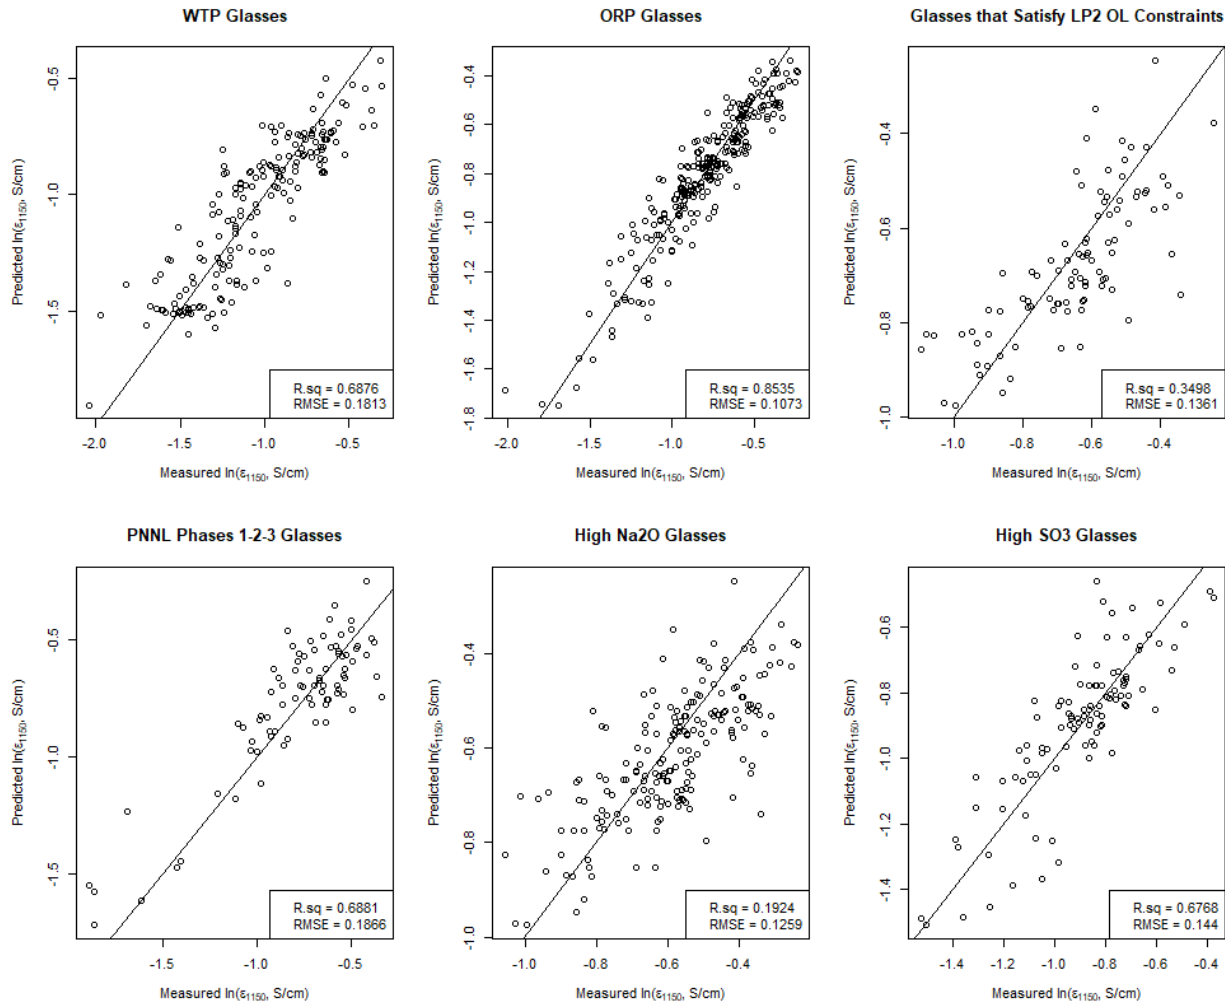 WTP Glasses
Predicted ln(ε1150, S/cm)
-0.5
-1.0
-1.5
R.sq = 0.6876
RMSE = 0.1813
-2.0 -1.5 -1.0 -0.5
Measured ln(ε1150, S/cm)
ORP Glasses
Predicted ln(ε1150, S/cm)
-0.4
-0.6
-0.8
-1.0
-1.2
-1.4
-1.6
-1.8
R.sq = 0.8535
RMSE = 0.1073
-2.0 -1.5 -1.0 -0.5
Measured ln(ε1150, S/cm)
Glasses that Satisfy LP2 OL Constraints
Predicted ln(ε1150, S/cm)
-0.4
-0.6
-0.8
-1.0
R.sq = 0.3498
RMSE = 0.1361
-1.0 -0.8 -0.6 -0.4
Measured ln(ε1150, S/cm)
PNNL Phases 1-2-3 Glasses
Predicted ln(ε1150, S/cm)
-0.5
-1.0
-1.5
R.sq = 0.6881
RMSE = 0.1866
-1.5 -1.0 -0.5
Measured ln(ε1150, S/cm)
High Na2O Glasses
Predicted ln(ε1150, S/cm)
-0.4
-0.6
-0.8
-1.0
R.sq = 0.1924
RMSE = 0.1259
-1.0 -0.8 -0.6 -0.4
Measured ln(ε1150, S/cm)
High SO3 Glasses
Predicted ln(ε1150, S/cm)
-0.6
-0.8
-1.0
-1.2
-1.4
R.sq = 0.6768
RMSE = 0.144
-1.4 -1.2 -1.0 -0.8 -0.6 -0.4
Measured ln(ε1150, S/cm)